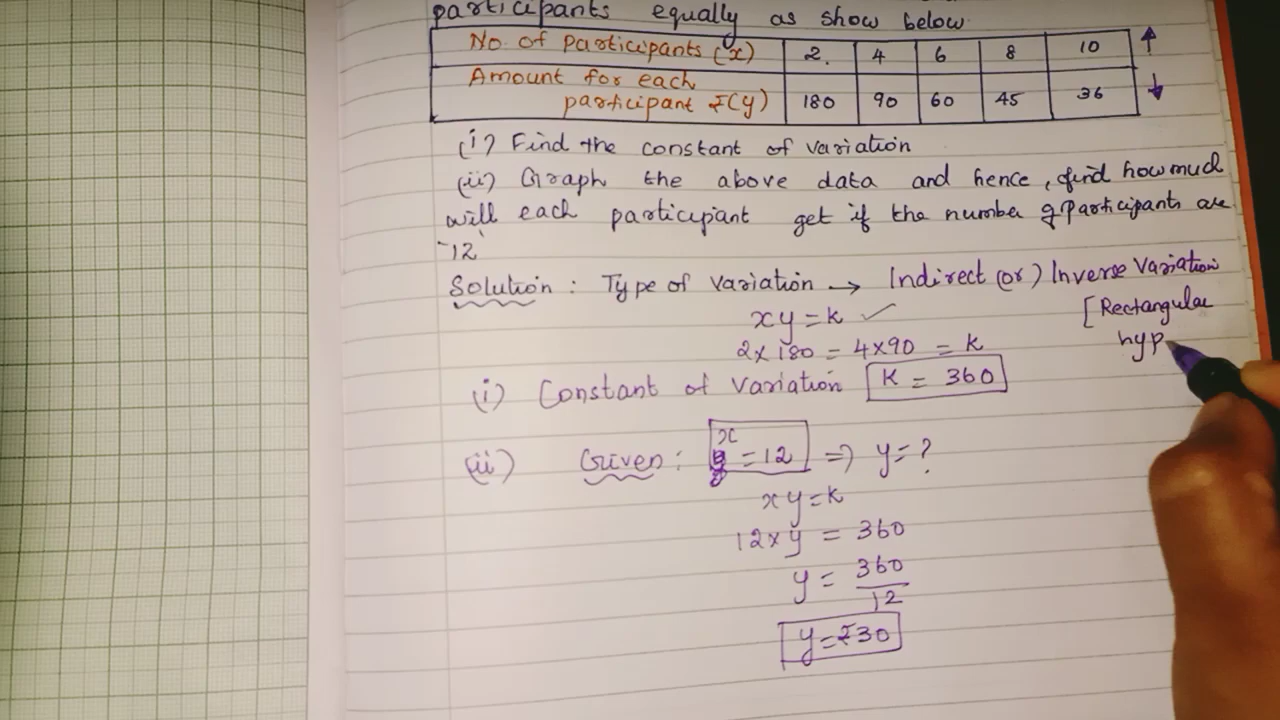 participants equally as show below
No. of participants (x) 2. 4 6 8 10
Amount for each
participant ₹(y) 180 90 60 45 36
(i) Find the constant of variation
(ii) Graph the above data and hence, find how much
will each participant get if the number of participants are
12
Solution : Type of variation → Indirect (or) Inverse variation
[Rectangular
hyp
xy = k ✓
2 x 180 = 4 x 90 = k
(i) Constant of variation K = 360
(ii) Given : x = 12 ⇒ y = ?
xy = k
12 x y = 360
y = 360
12
y = ₹30